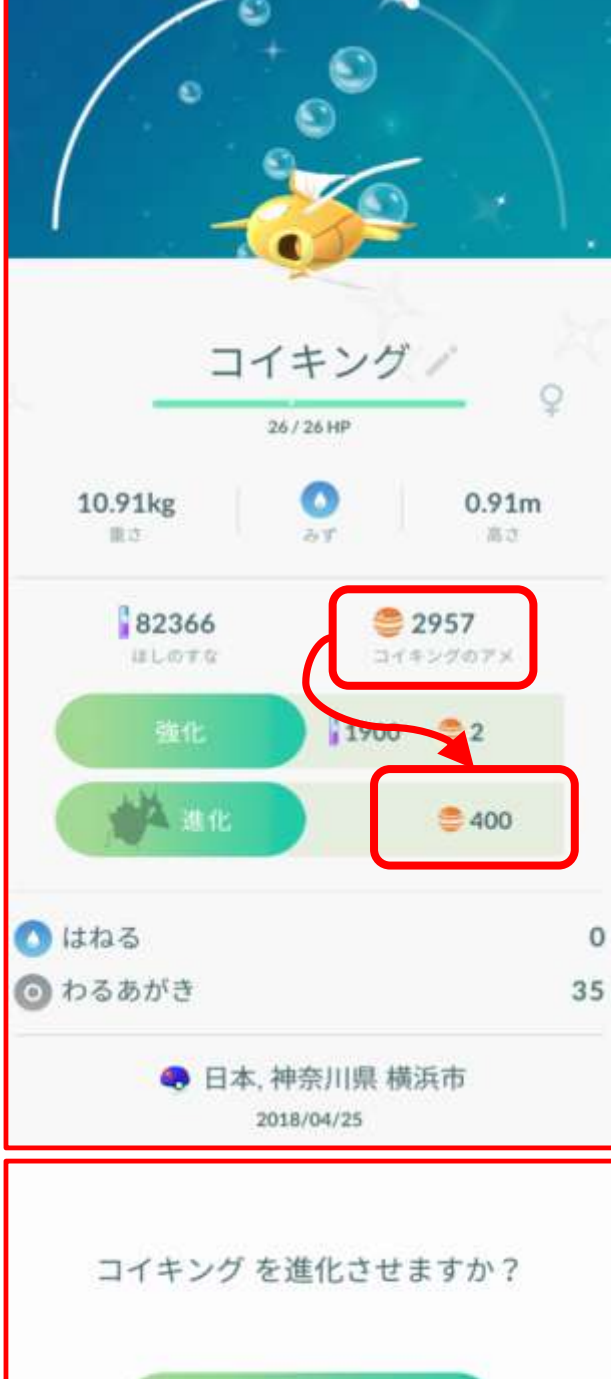 コイキング
26 / 26 HP
10.91kg
重さ
みず
0.91m
高さ
82366
ほしのすな
2957
コイキングのアメ
強化
1900
2
進化
400
はねる
0
わるあがき
35
日本, 神奈川県 横浜市
2018/04/25
コイキング を進化させますか？